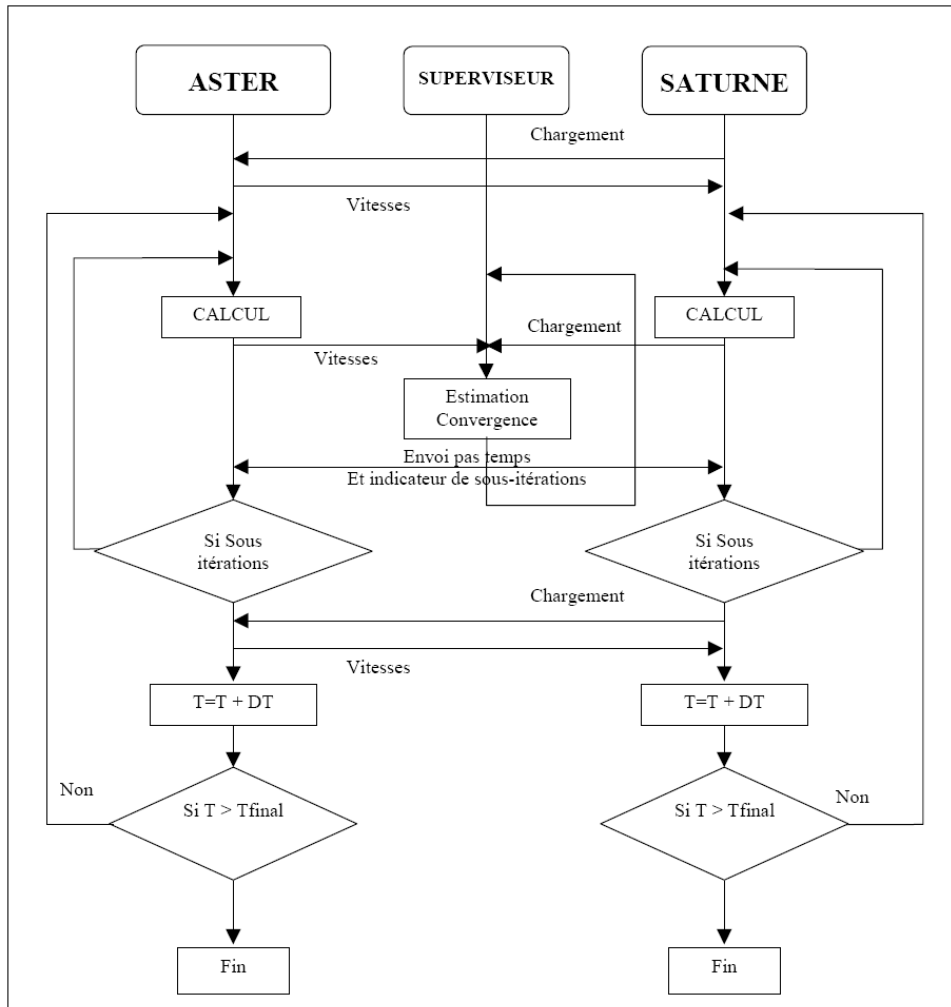 ASTER
SUPERVISEUR
SATURNE
Chargement
Vitesses
CALCUL
CALCUL
Chargement
Vitesses
Estimation
Convergence
Envoi pas temps
Et indicateur de sous-itérations
Si Sous
itérations
Si Sous
itérations
Chargement
Vitesses
T=T + DT
T=T + DT
Non
Si T > Tfinal
Si T > Tfinal
Non
Fin
Fin